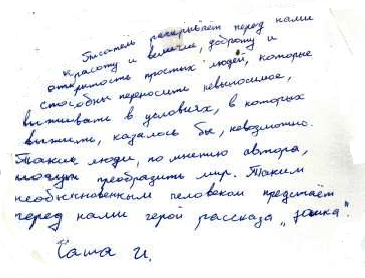 Писатель раскрывает перед нами
красоту и величие, доброту и
открытость простых людей, которые
способны переносить невыносимое,
выживать в условиях, в которых
выжить, казалось бы, невозможно.
Такие люди, по мнению автора,
могут преобразить мир. Таким
необыкновенным человеком предстаёт
перед нами герой рассказа „
Саша И.